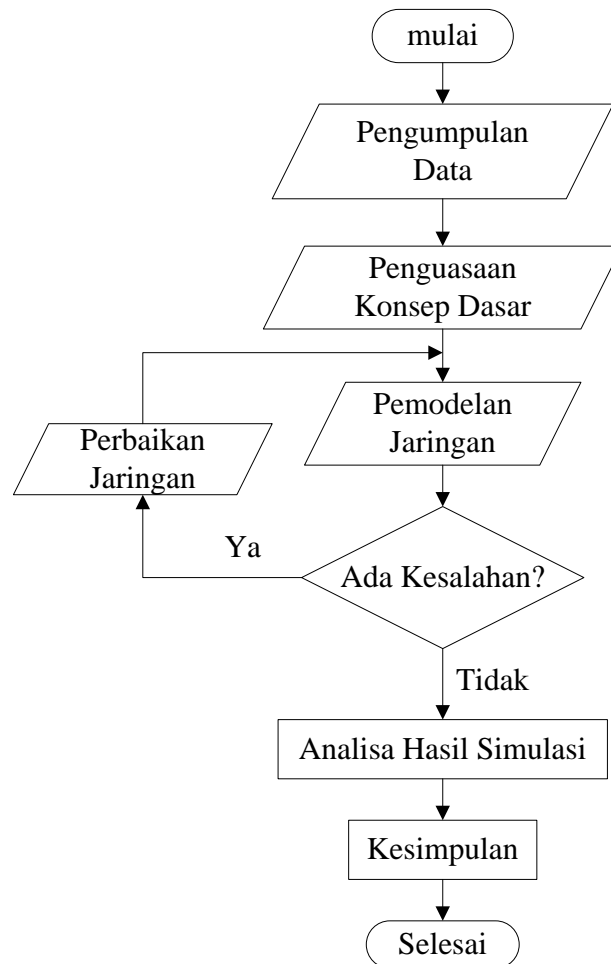 mulai
Pengumpulan
Data
Penguasaan
Konsep Dasar
Pemodelan
Jaringan
Perbaikan
Jaringan
Ya
Ada Kesalahan?
Tidak
Analisa Hasil Simulasi
Kesimpulan
Selesai